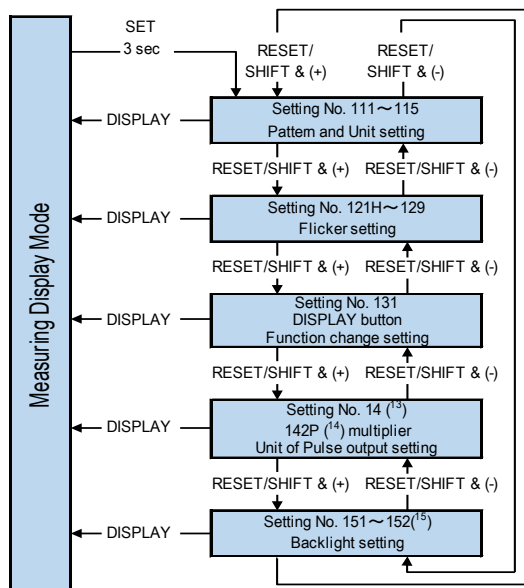 SET
3 sec
RESET/
SHIFT & (+)
RESET/
SHIFT & (-)
Measuring Display Mode
DISPLAY
Setting No. 111～115
Pattern and Unit setting
RESET/SHIFT & (+)
RESET/SHIFT & (-)
DISPLAY
Setting No. 121H～129
Flicker setting
RESET/SHIFT & (+)
RESET/SHIFT & (-)
DISPLAY
Setting No. 131
DISPLAY button
Function change setting
RESET/SHIFT & (+)
RESET/SHIFT & (-)
DISPLAY
Setting No. 14 (13)
142P (14) multiplier
Unit of Pulse output setting
RESET/SHIFT & (+)
RESET/SHIFT & (-)
DISPLAY
Setting No. 151～152(15)
Backlight setting